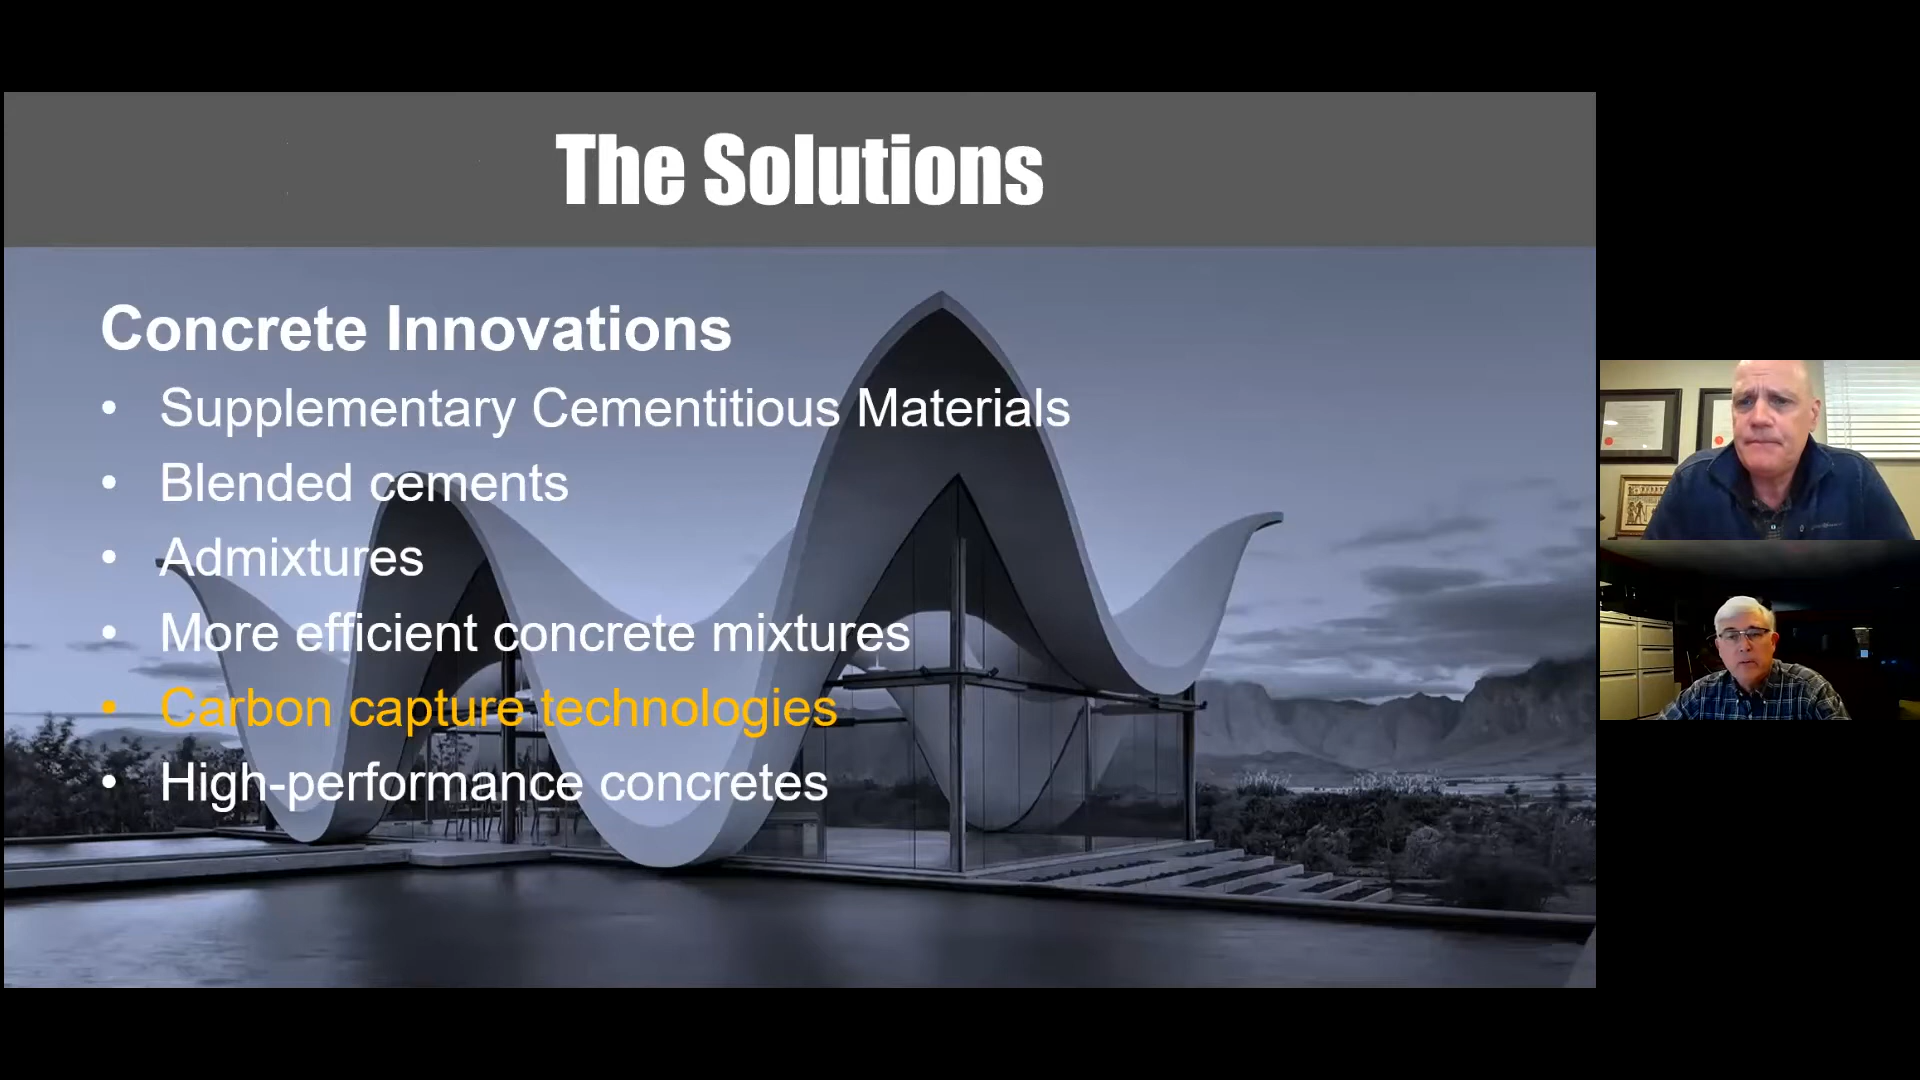 The Solutions
Concrete Innovations
• Supplementary Cementitious Materials
• Blended cements
• Admixtures
• More efficient concrete mixtures
• Carbon capture technologies
• High-performance concretes